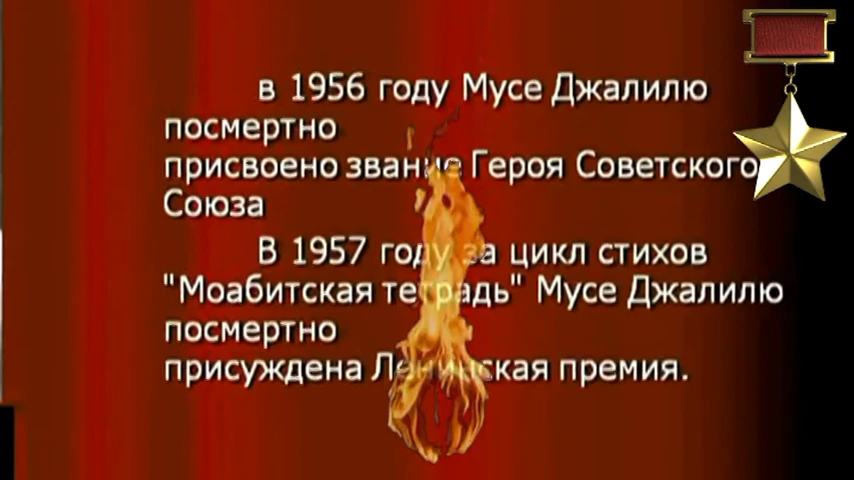 в 1956 году Мусе Джалилю
посмертно
присвоено звание Героя Советского
Союза
В 1957 году за цикл стихов
"Моабитская тетрадь" Мусе Джалилю
посмертно
присуждена Ленинская премия.